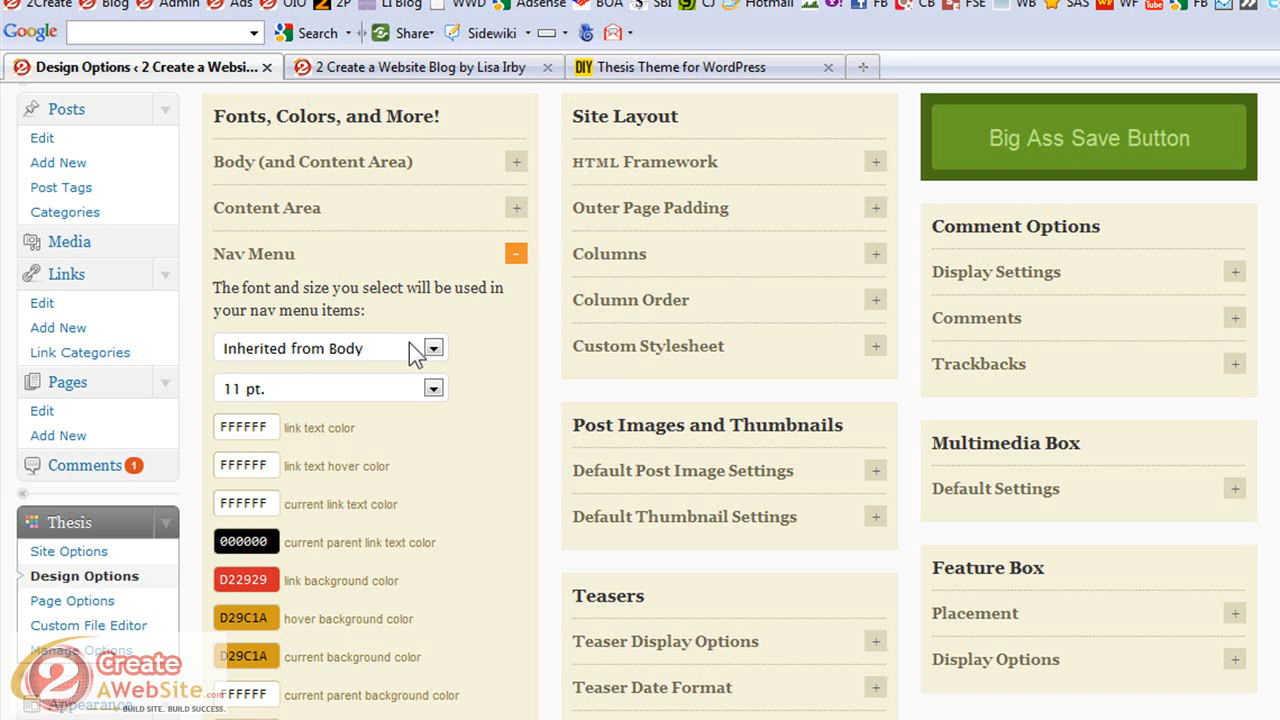 2Create
Blog
Admin
Ads
OIO
2P
LI Blog
WWD
Adsense
BOA
SBI
CJ
Hotmail
FB
CB
FSE
WB
SAS
WF
FB
Google
Search
Share
Sidewiki
Design Options ‹ 2 Create a Websi...
2 Create a Website Blog by Lisa Irby
DIY Thesis Theme for WordPress
Posts
Edit
Add New
Post Tags
Categories
Media
Links
Edit
Add New
Link Categories
Pages
Edit
Add New
Comments 1
Thesis
Site Options
Design Options
Page Options
Custom File Editor
Manage Options
Appearance
2 Create
AWebSite.com
BUILD SITE. BUILD SUCCESS.
Fonts, Colors, and More!
Body (and Content Area) +
Content Area +
Nav Menu -
The font and size you select will be used in
your nav menu items:
Inherited from Body
11 pt.
FFFFFF link text color
FFFFFF link text hover color
FFFFFF current link text color
000000 current parent link text color
D22929 link background color
D29C1A hover background color
D29C1A current background color
FFFFFF current parent background color
Site Layout
HTML Framework +
Outer Page Padding +
Columns +
Column Order +
Custom Stylesheet +
Post Images and Thumbnails
Default Post Image Settings +
Default Thumbnail Settings +
Teasers
Teaser Display Options +
Teaser Date Format +
Big Ass Save Button
Comment Options
Display Settings +
Comments +
Trackbacks +
Multimedia Box
Default Settings +
Feature Box
Placement +
Display Options +